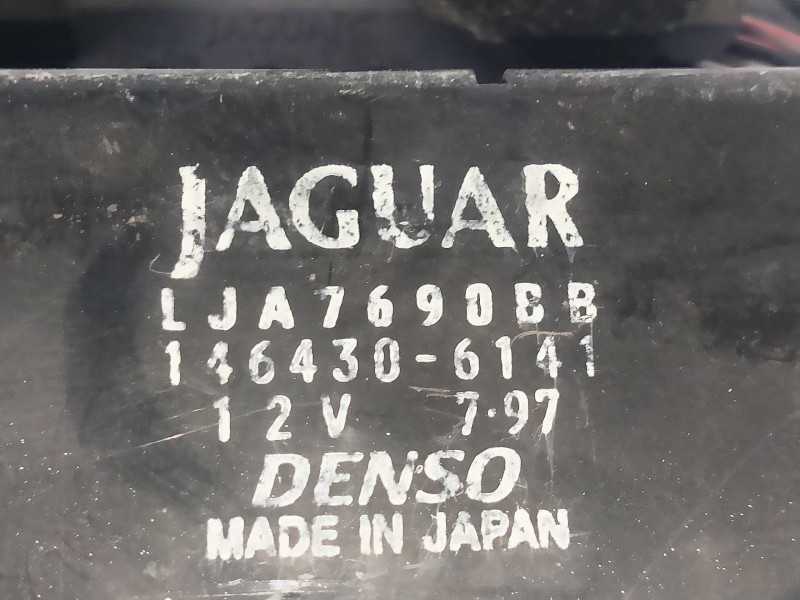 JAGUAR
LJA7690BB
146430-6141
12V 7·97
DENSO
MADE IN JAPAN